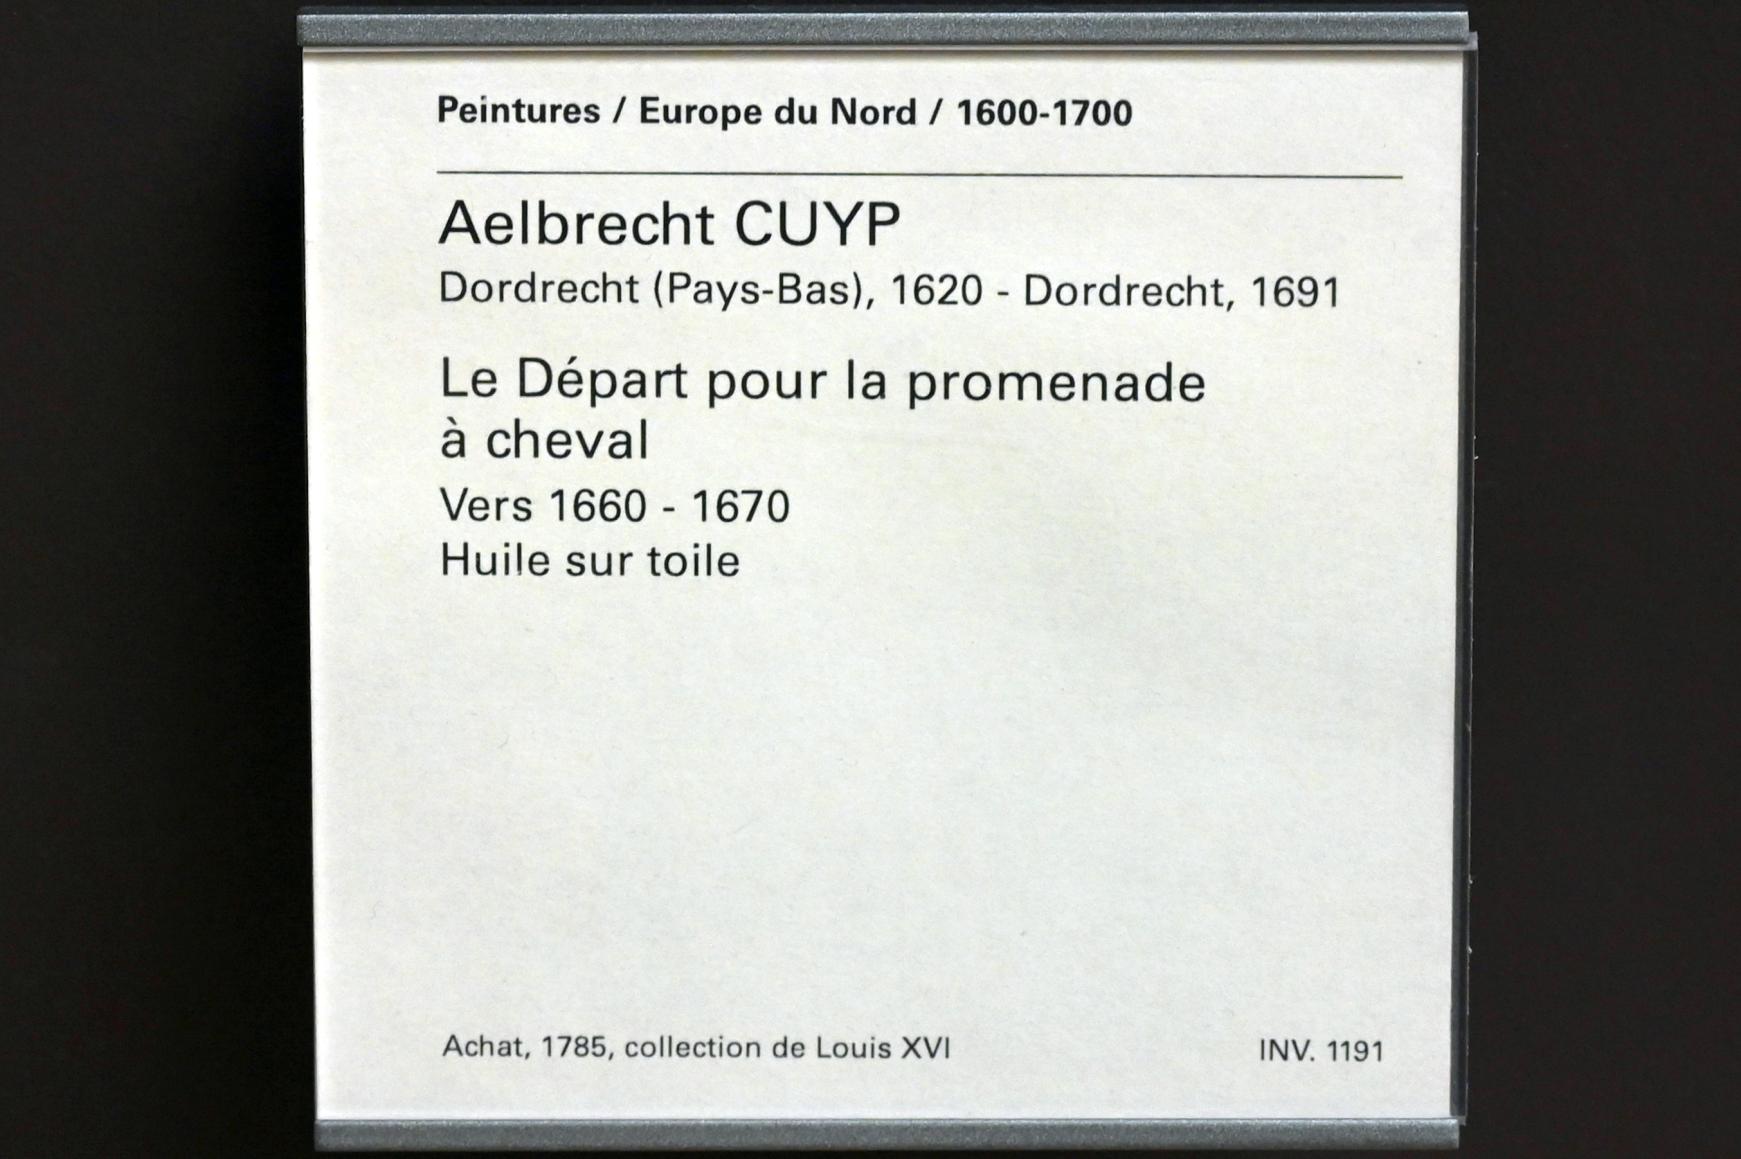 Peintures / Europe du Nord / 1600-1700
Aelbrecht CUYP
Dordrecht (Pays-Bas), 1620 - Dordrecht, 1691
Le Départ pour la promenade
à cheval
Vers 1660 - 1670
Huile sur toile
Achat, 1785, collection de Louis XVI
INV. 1191